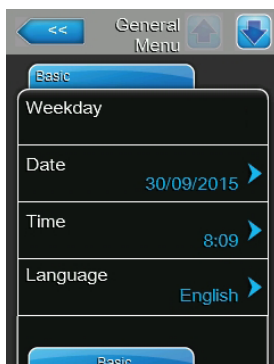 <<
General
Menu
Basic
Weekday
Date
30/09/2015
Time
8:09
Language
English
Basic